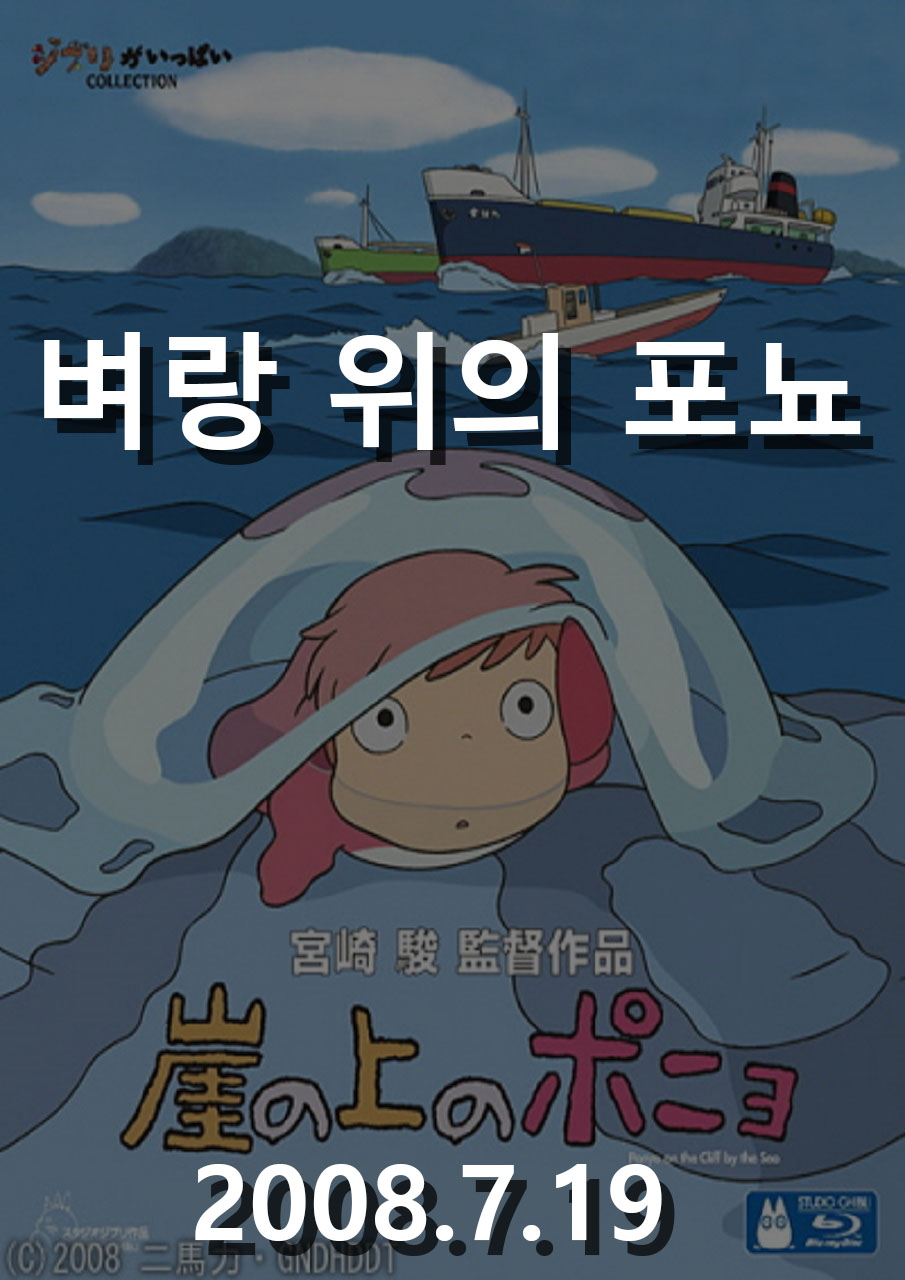 ジブリがいっぱい
COLLECTION
벼랑 위의 포뇨
宮崎 駿 監督作品
崖の上のポニョ
Ponyo on the Cliff by the Sea
2008.7.19
スタジオジブリ作品
STUDIO GHIBLI
Blu-ray Disc
(C) 2008 二馬力・GNDHDDT